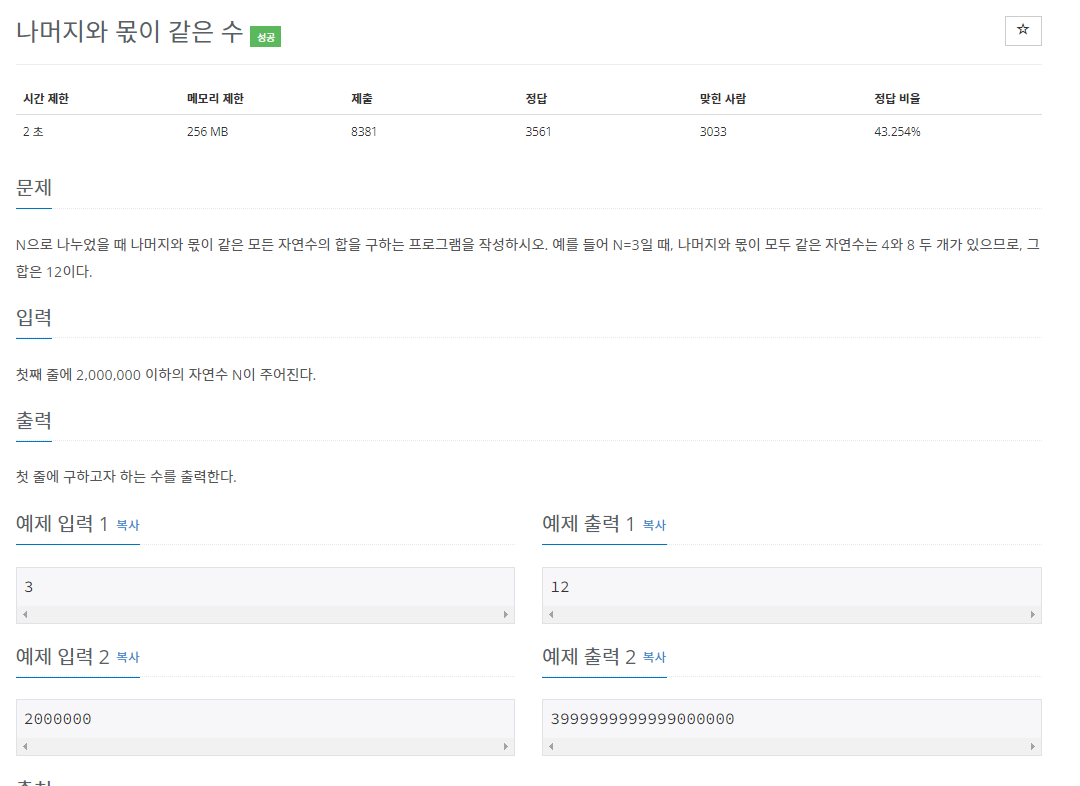 나머지와 몫이 같은 수 성공
☆
시간 제한 메모리 제한 제출 정답 맞힌 사람 정답 비율
2 초 256 MB 8381 3561 3033 43.254%
문제
N으로 나누었을 때 나머지와 몫이 같은 모든 자연수의 합을 구하는 프로그램을 작성하시오. 예를 들어 N=3일 때, 나머지와 몫이 모두 같은 자연수는 4와 8 두 개가 있으므로, 그
합은 12이다.
입력
첫째 줄에 2,000,000 이하의 자연수 N이 주어진다.
출력
첫 줄에 구하고자 하는 수를 출력한다.
예제 입력 1 복사
3
예제 출력 1 복사
12
예제 입력 2 복사
2000000
예제 출력 2 복사
3999999999999000000